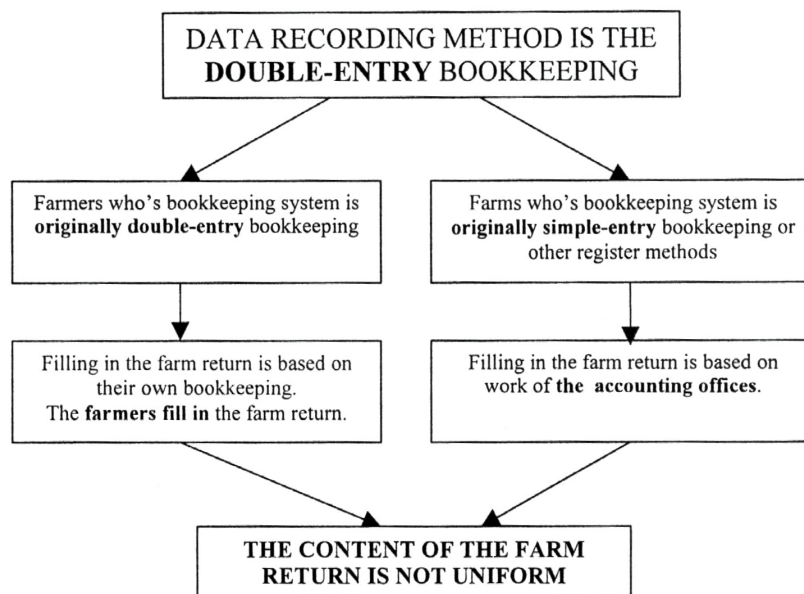 DATA RECORDING METHOD IS THE
DOUBLE-ENTRY BOOKKEEPING
Farmers who's bookkeeping system is
originally double-entry bookkeeping
Farms who's bookkeeping system is
originally simple-entry bookkeeping or
other register methods
Filling in the farm return is based on
their own bookkeeping.
The farmers fill in the farm return.
Filling in the farm return is based on
work of the accounting offices.
THE CONTENT OF THE FARM
RETURN IS NOT UNIFORM